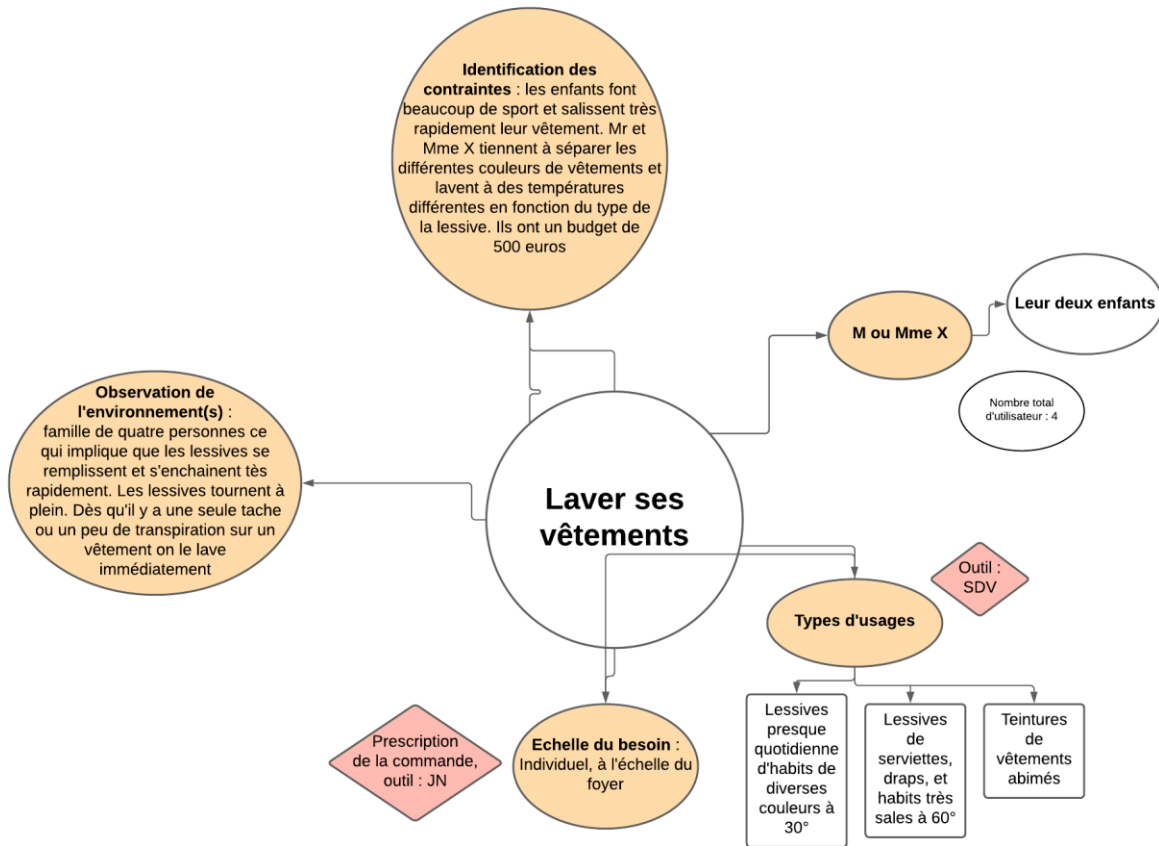 Identification des
contraintes : les enfants font
beaucoup de sport et salissent très
rapidement leur vêtement. Mr et
Mme X tiennent à séparer les
différentes couleurs de vêtements et
lavent à des températures
différentes en fonction du type de
la lessive. Ils ont un budget de
500 euros
Leur deux enfants
M ou Mme X
Nombre total
d'utilisateur : 4
Observation de
l'environnement(s) :
famille de quatre personnes ce
qui implique que les lessives se
remplissent et s'enchainent tès
rapidement. Les lessives tournent à
plein. Dès qu'il y a une seule tache
ou un peu de transpiration sur un
vêtement on le lave
immédiatement
Laver ses
vêtements
Outil :
SDV
Types d'usages
Prescription
de la commande,
outil : JN
Echelle du besoin :
Individuel, à l'échelle du
foyer
Lessives
presque
quotidienne
d'habits de
diverses
couleurs à
30°
Lessives
de
serviettes,
draps, et
habits très
sales à 60°
Teintures
de
vêtements
abimés